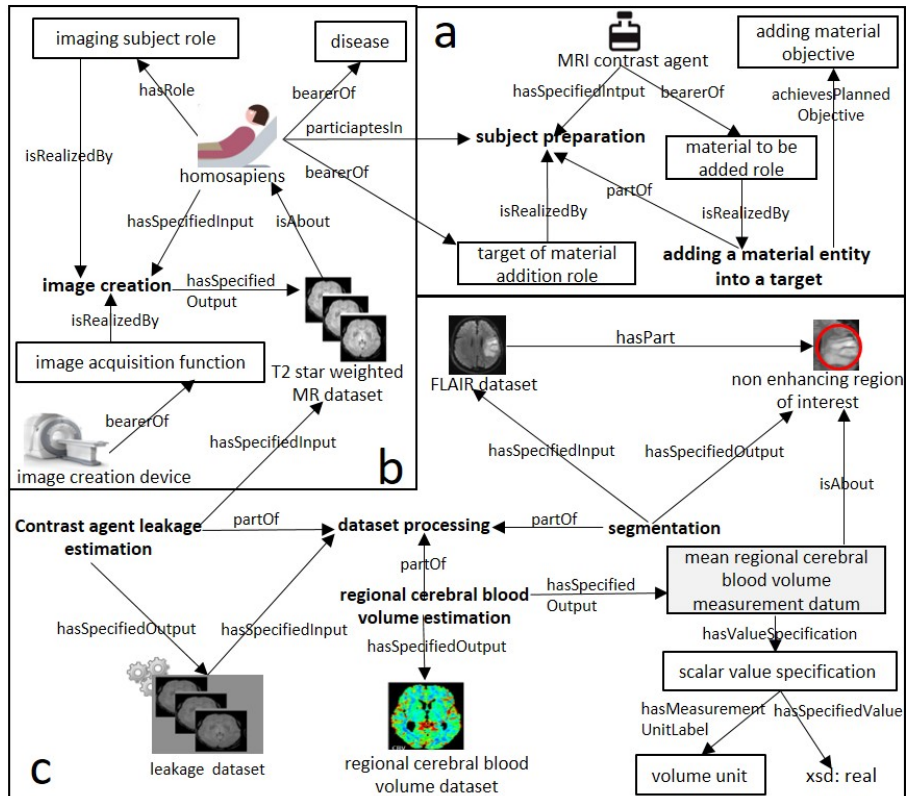 a
imaging subject role
disease
hasRole
bearerOf
particiaptesIn
bearerOf
isRealizedBy
homosapiens
hasSpecifiedInput
isAbout
image creation
hasSpecified
Output
isRealizedBy
image acquisition function
T2 star weighted
MR dataset
bearerOf
image creation device
b
MRI contrast agent
adding material
objective
hasSpecifiedIntput
bearerOf
achievesPlanned
Objective
subject preparation
material to be
added role
partOf
isRealizedBy
isRealizedBy
target of material
addition role
adding a material entity
into a target
hasSpecifiedInput
FLAIR dataset
hasPart
non enhancing region
of interest
hasSpecifiedInput
hasSpecifiedOutput
isAbout
Contrast agent leakage
estimation
partOf
dataset processing
partOf
segmentation
partOf
regional cerebral blood
volume estimation
hasSpecified
Output
mean regional cerebral
blood volume
measurement datum
hasSpecifiedOutput
hasSpecifiedInput
hasSpecifiedOutput
hasValueSpecification
scalar value specification
hasMeasurement
UnitLabel
hasSpecifiedValue
leakage dataset
CBV
regional cerebral blood
volume dataset
volume unit
xsd: real
c